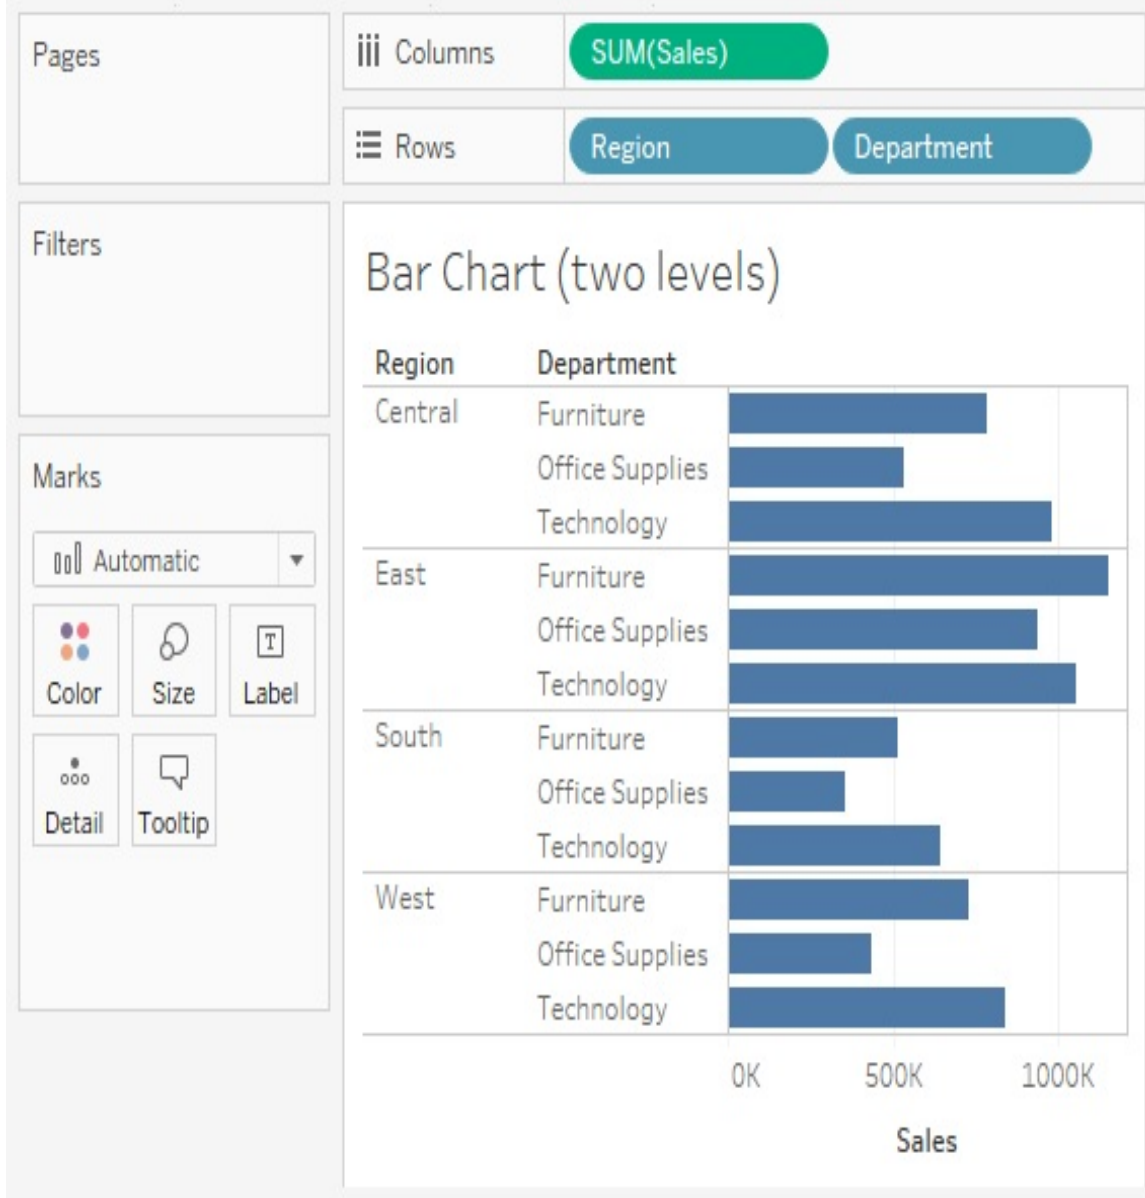 Pages
Columns SUM(Sales)
Rows Region Department
Filters
Marks
Automatic
Color Size T Label
Detail Tooltip
Bar Chart (two levels)
Region Department
Central Furniture
Office Supplies
Technology
East Furniture
Office Supplies
Technology
South Furniture
Office Supplies
Technology
West Furniture
Office Supplies
Technology
0K 500K 1000K
Sales